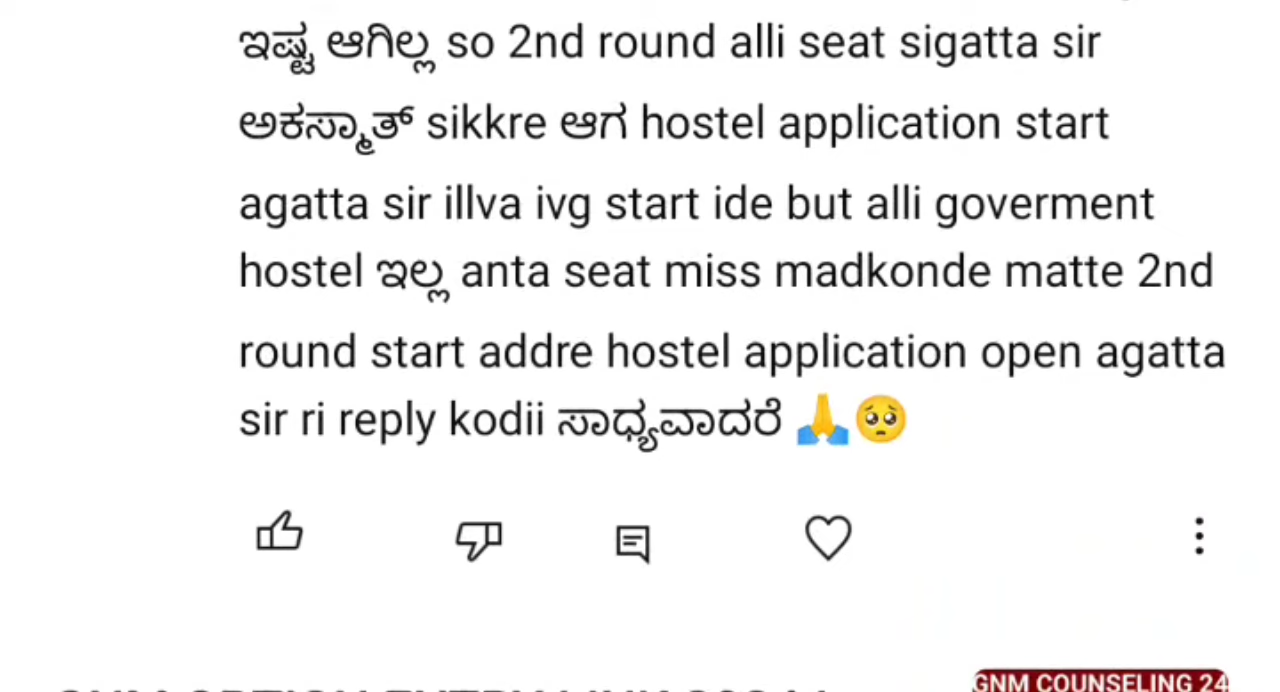 ಇಷ್ಟ ಆಗಿಲ್ಲ so 2nd round alli seat sigatta sir
ಅಕಸ್ಮಾತ್ sikkre ಆಗ hostel application start
agatta sir illva ivg start ide but alli goverment
hostel ಇಲ್ಲ anta seat miss madkonde matte 2nd
round start addre hostel application open agatta
sir ri reply kodii ಸಾಧ್ಯವಾದರೆ 🙏🥺
GNM COUNSELING 24